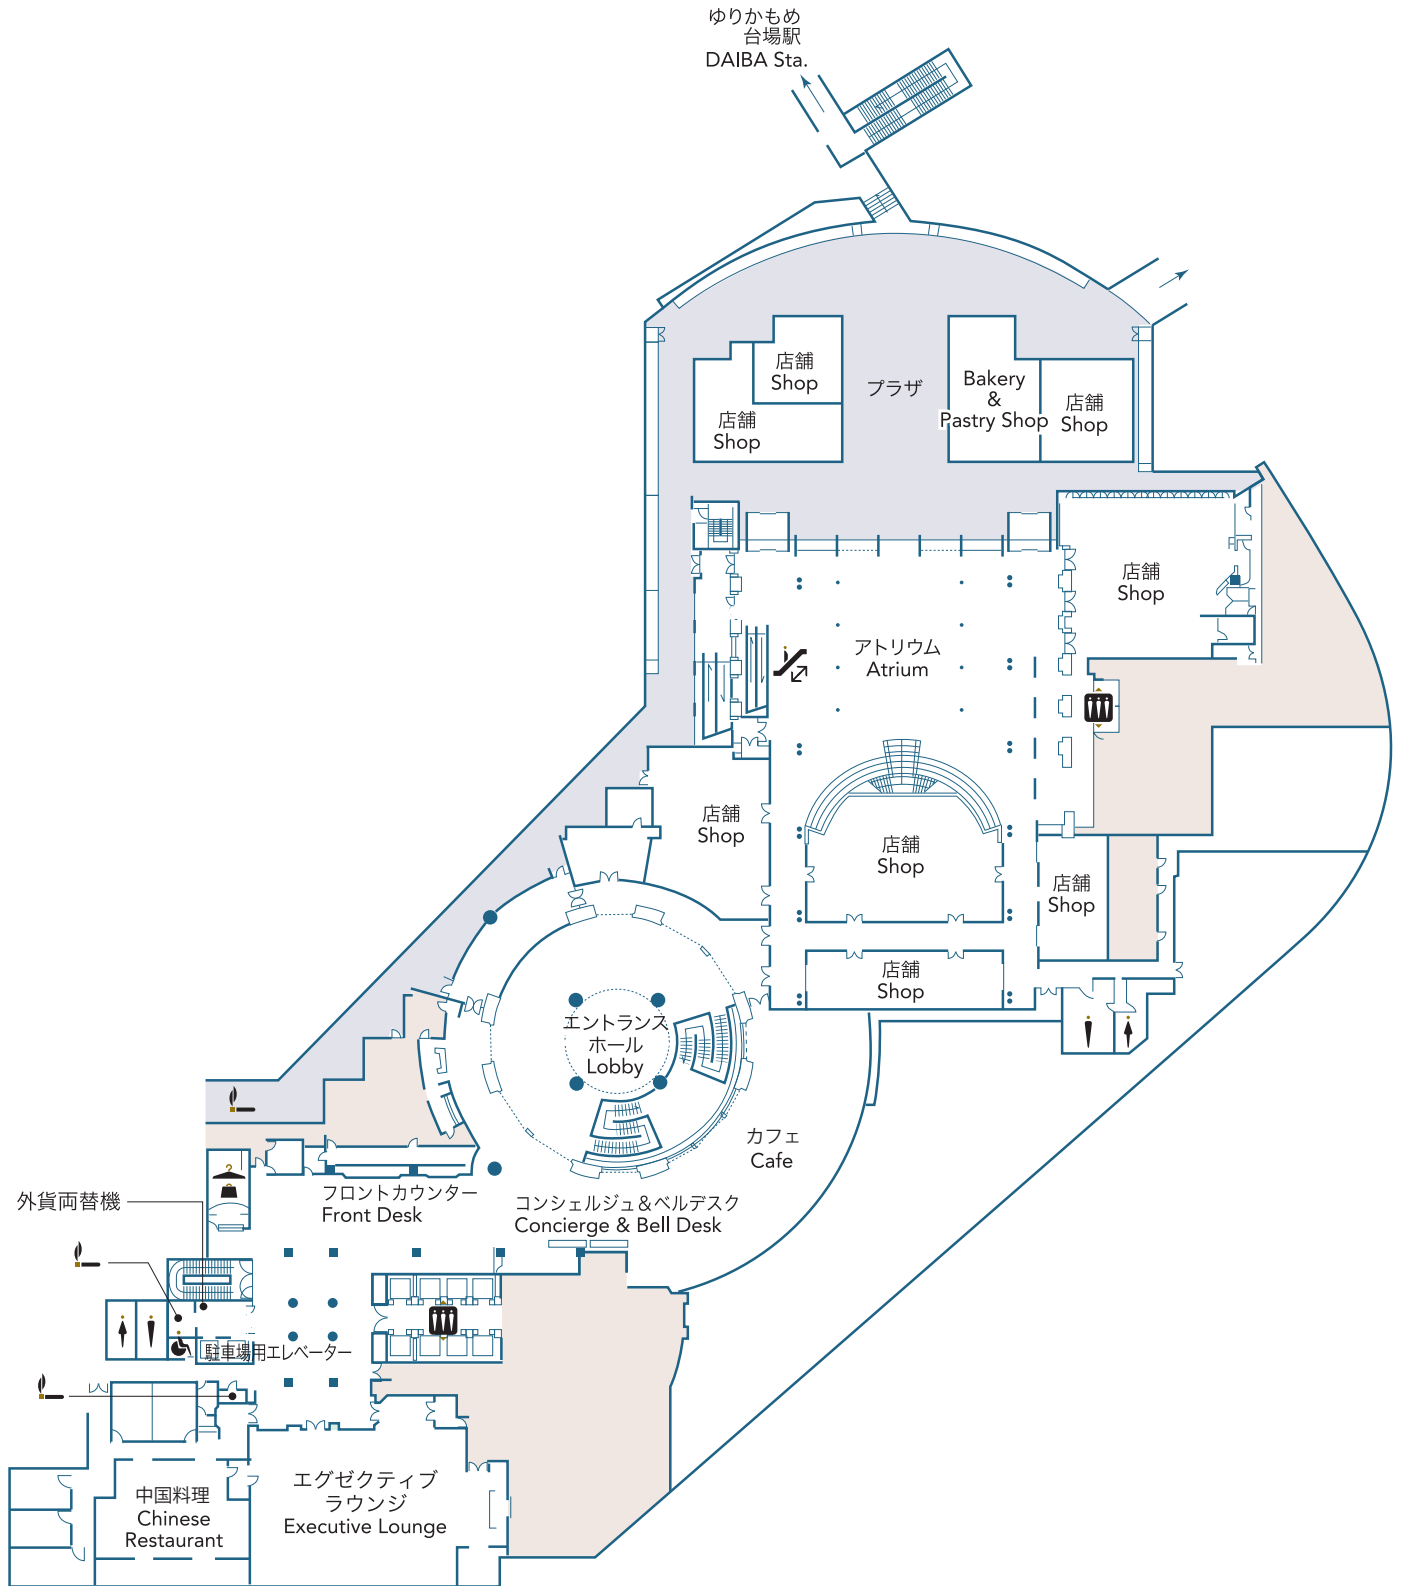 ゆりかもめ
台場駅
DAIBA Sta.
店舗
Shop
店舗
Shop
プラザ
Bakery
&
Pastry Shop
店舗
Shop
店舗
Shop
アトリウム
Atrium
店舗
Shop
店舗
Shop
店舗
Shop
店舗
Shop
エントランス
ホール
Lobby
カフェ
Cafe
フロントカウンター
Front Desk
コンシェルジュ&ベルデスク
Concierge & Bell Desk
外貨両替機
駐車場用エレベーター
中国料理
Chinese
Restaurant
エグゼクティブ
ラウンジ
Executive Lounge